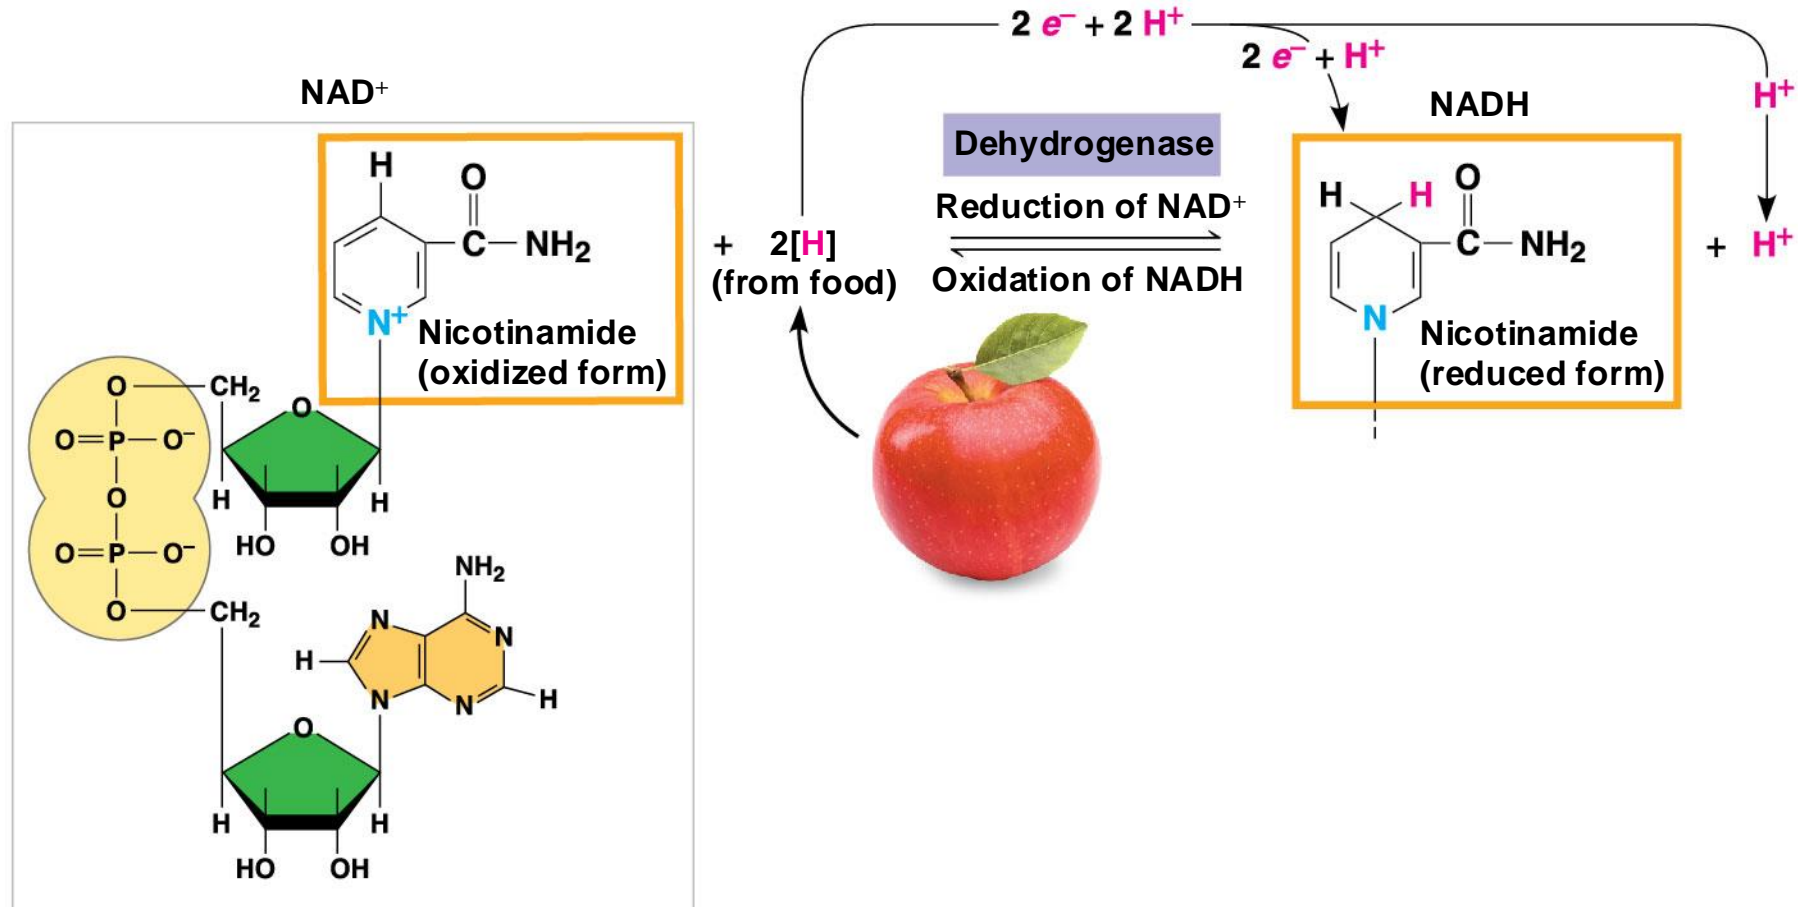 2 e⁻ + 2 H⁺
2 e⁻ + H⁺
NAD⁺
NADH
H⁺
Dehydrogenase
Reduction of NAD⁺
Oxidation of NADH
H
O
C
NH₂
N⁺
Nicotinamide
(oxidized form)
+ 2[H]
(from food)
H H
O
C
NH₂
N
Nicotinamide
(reduced form)
+ H⁺
O
CH₂
O
O=P–O⁻
O
H
H
HO
OH
O=P–O⁻
O
CH₂
NH₂
N
N
H
N
N
H
O
H
H
HO
OH